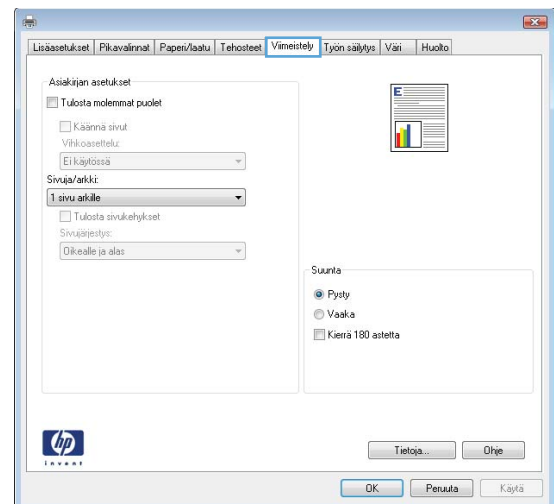 Lisäasetukset Pikavalinnat Paperi/laatu Tehosteet Viimeistely Työn säilytys Väri Huolto
Asiakirjan asetukset
Tulosta molemmat puolet
Käännä sivut
Vihkoasettelu:
Ei käytössä
Sivuja/arkki:
1 sivu arkille
Tulosta sivukehykset
Sivujärjestys:
Oikealle ja alas
E
Suunta
Pysty
Vaaka
Kierrä 180 astetta
hp
invent
Tietoja... Ohje
OK Peruuta Käytä